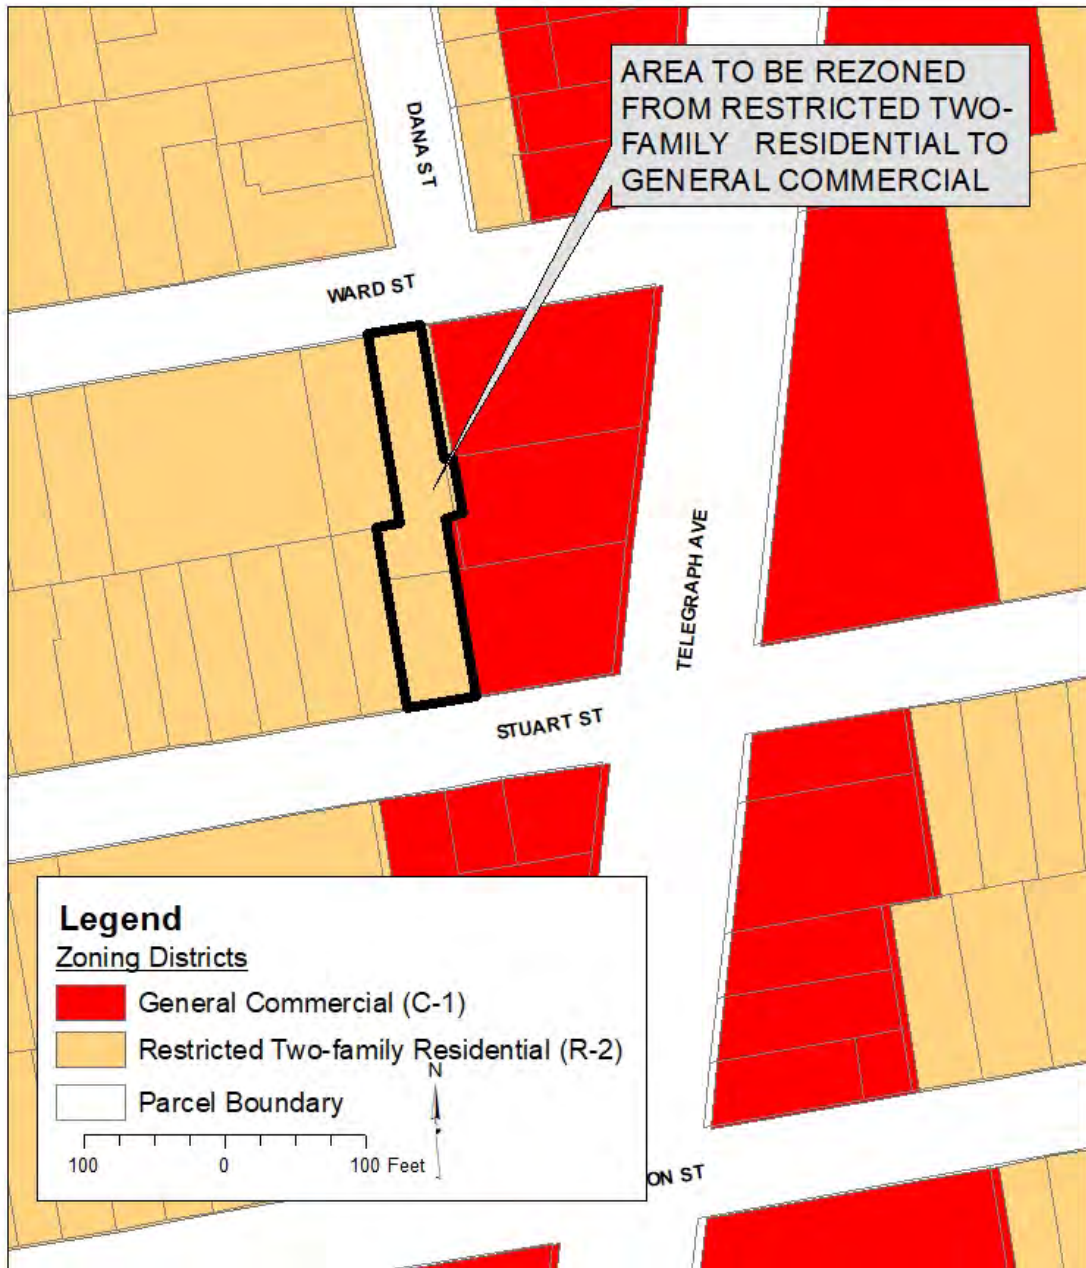 AREA TO BE REZONED
FROM RESTRICTED TWO-
FAMILY RESIDENTIAL TO
GENERAL COMMERCIAL
DANA ST
WARD ST
TELEGRAPH AVE
STUART ST
Legend
Zoning Districts
General Commercial (C-1)
Restricted Two-family Residential (R-2)
N
Parcel Boundary
100 0 100 Feet
ON ST